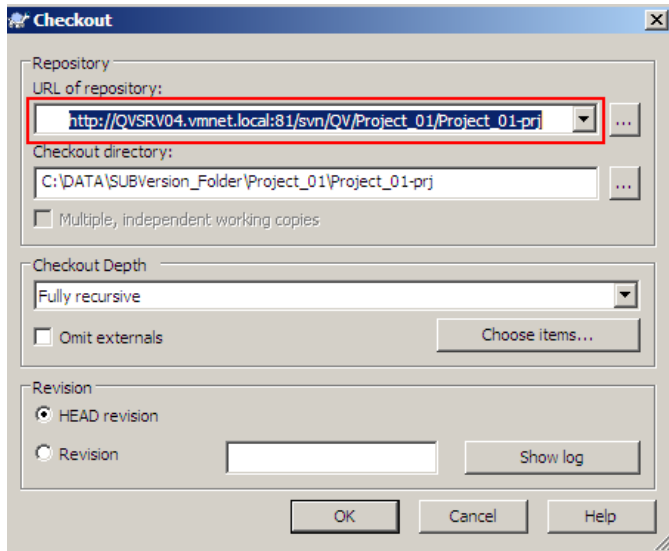 Checkout
Repository
URL of repository:
http://QVSRV04.vmnet.local:81/svn/QV/Project_01/Project_01-prj
...
Checkout directory:
C:\DATA\SUBVersion_Folder\Project_01\Project_01-prj
...
Multiple, independent working copies
Checkout Depth
Fully recursive
Omit externals
Choose items...
Revision
HEAD revision
Revision
Show log
OK
Cancel
Help